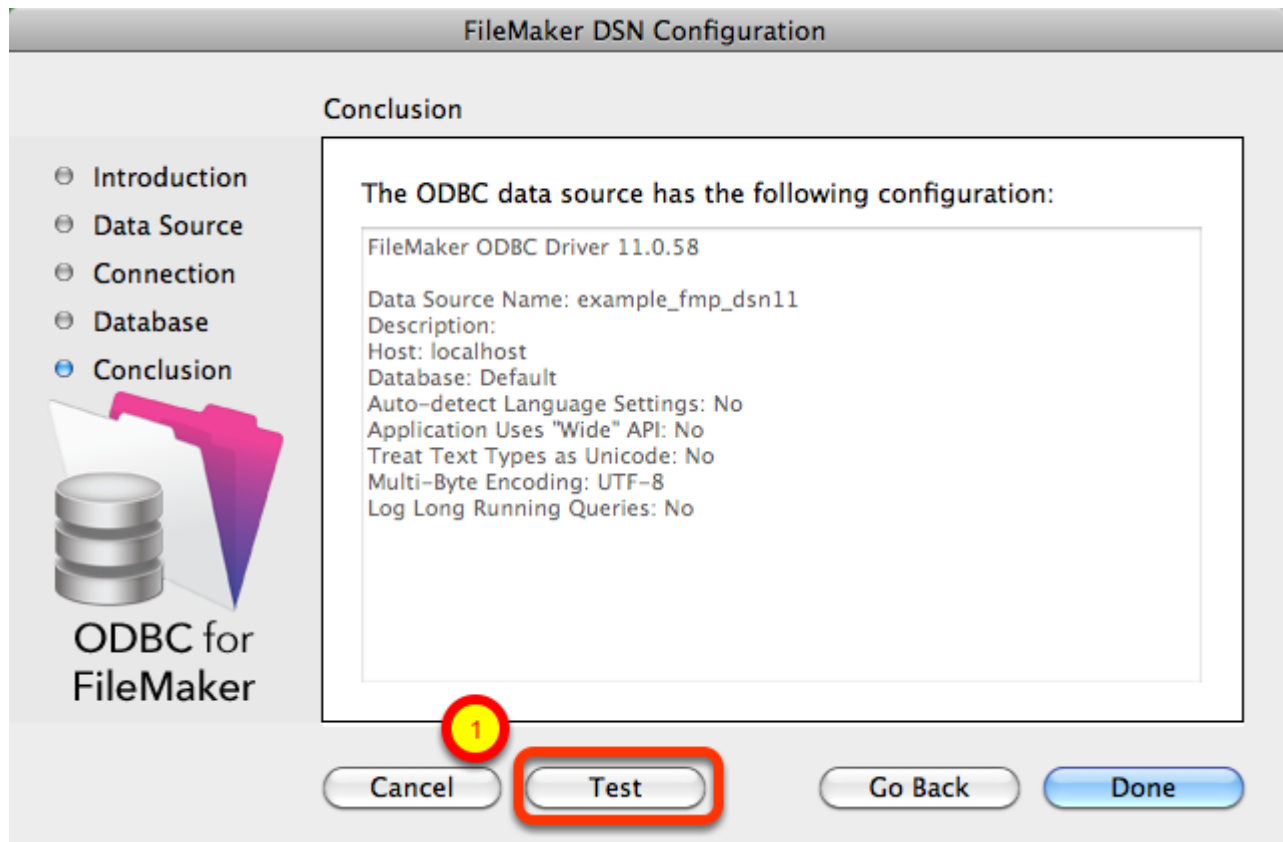 FileMaker DSN Configuration
Conclusion
Introduction
Data Source
Connection
Database
Conclusion
ODBC for
FileMaker
The ODBC data source has the following configuration:
FileMaker ODBC Driver 11.0.58
Data Source Name: example_fmp_dsn11
Description:
Host: localhost
Database: Default
Auto-detect Language Settings: No
Application Uses "Wide" API: No
Treat Text Types as Unicode: No
Multi-Byte Encoding: UTF-8
Log Long Running Queries: No
1
Cancel
Test
Go Back
Done